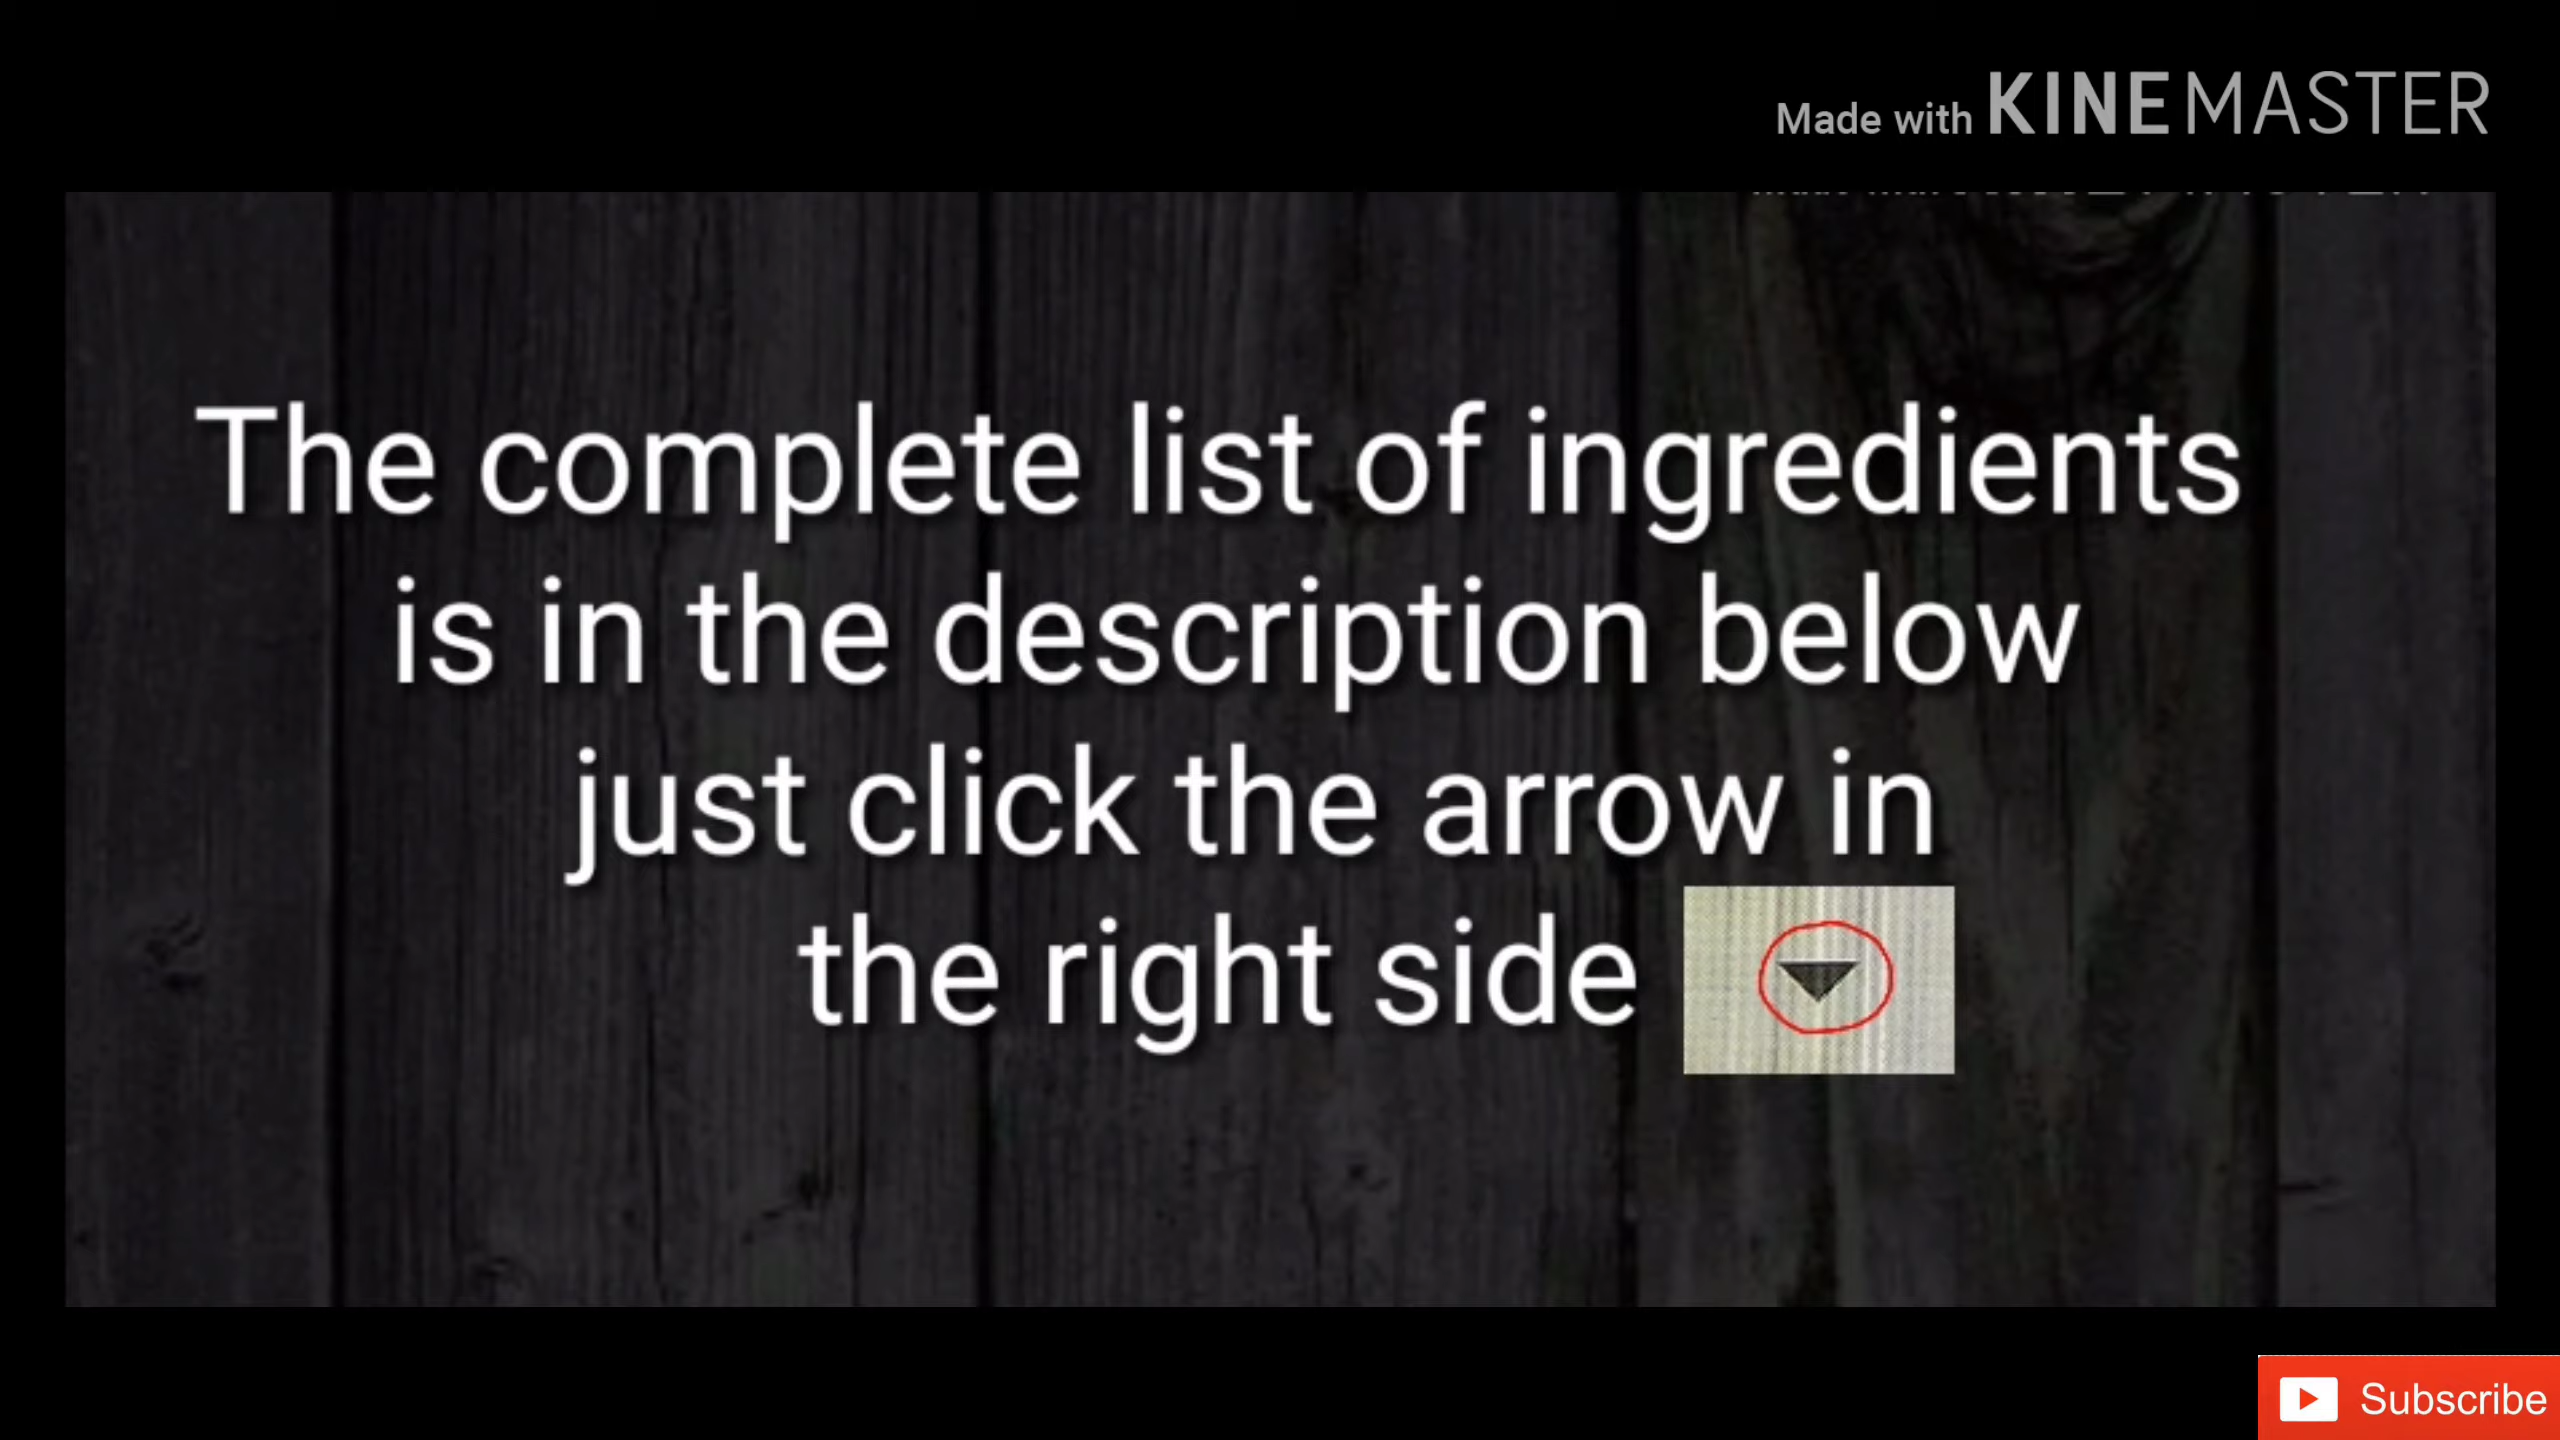 Made with KINEMASTER
The complete list of ingredients
is in the description below
just click the arrow in
the right side
Subscribe